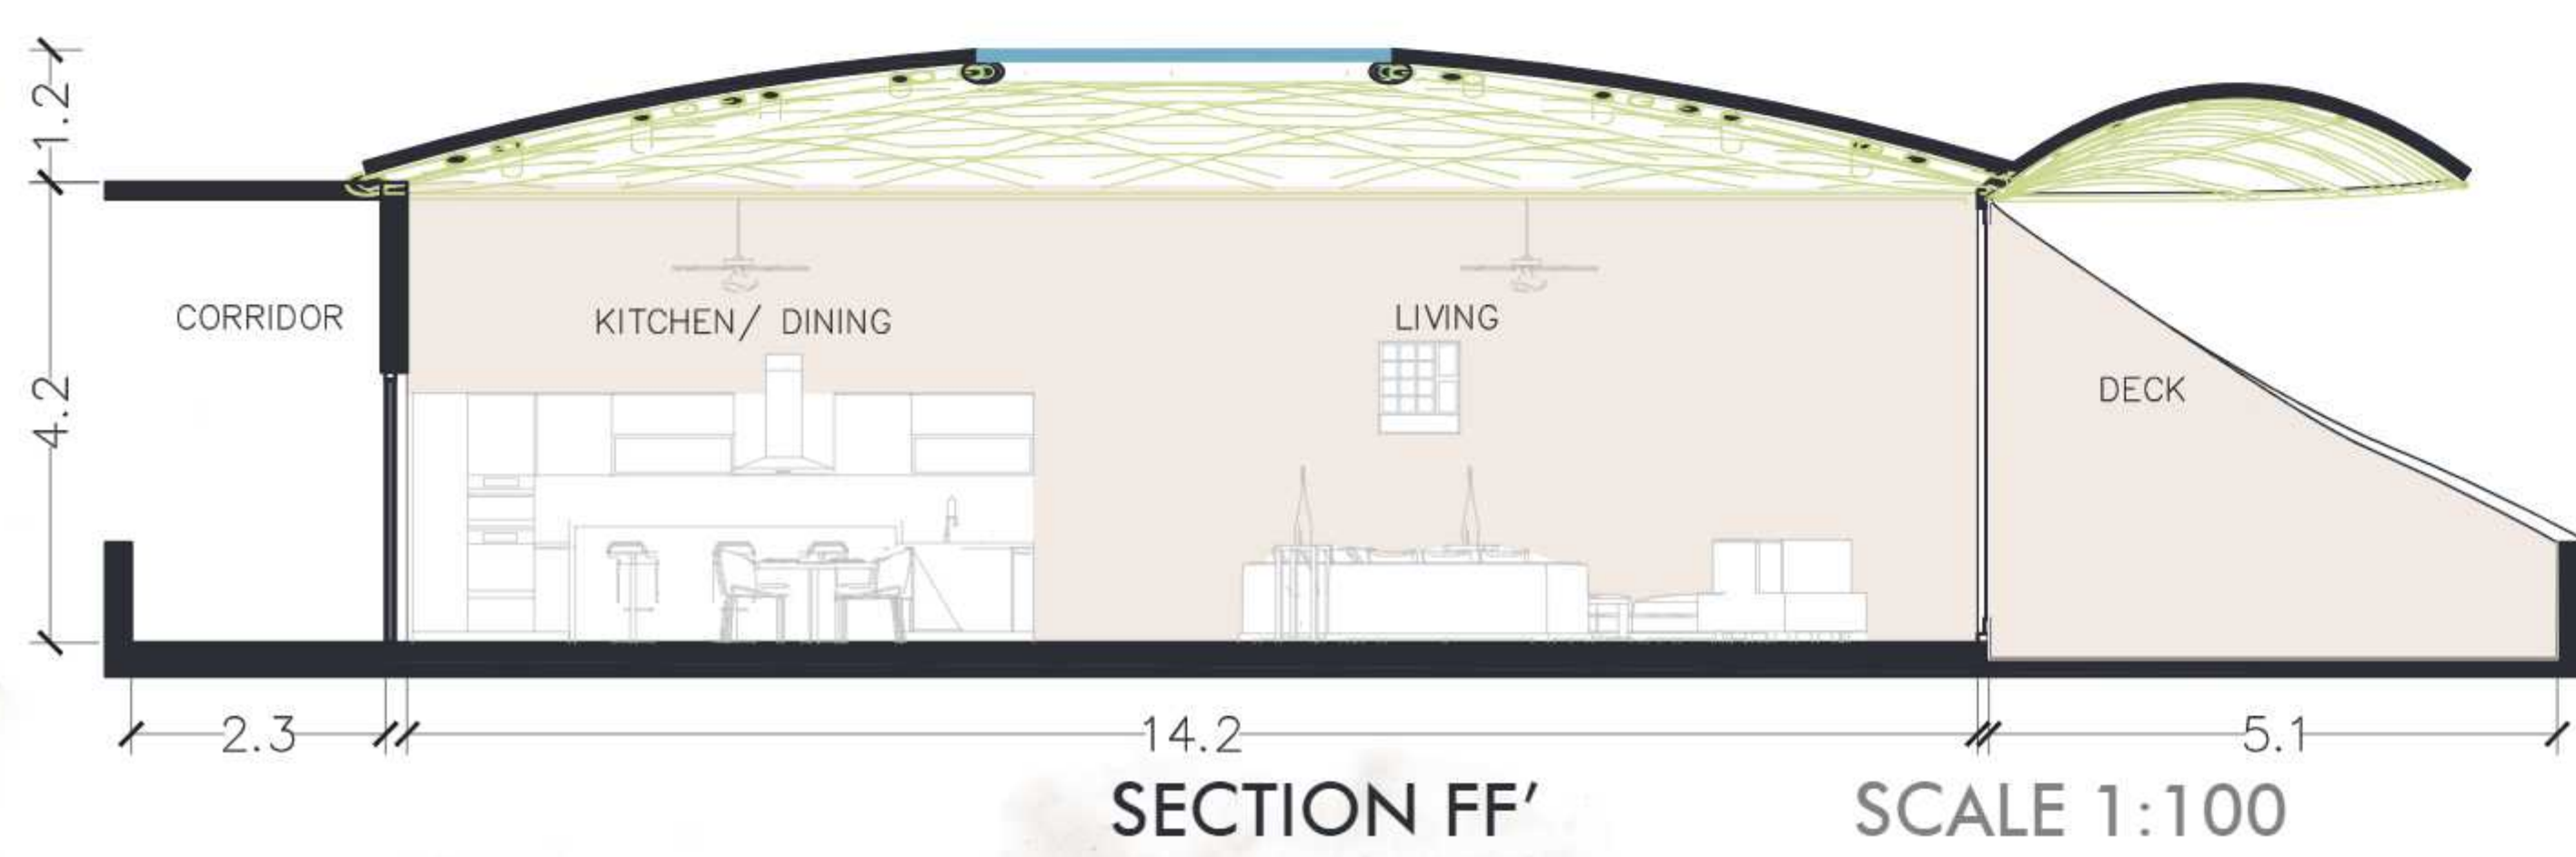 1.2
4.2
CORRIDOR
KITCHEN/ DINING
LIVING
DECK
2.3
14.2
5.1
SECTION FF'
SCALE 1:100